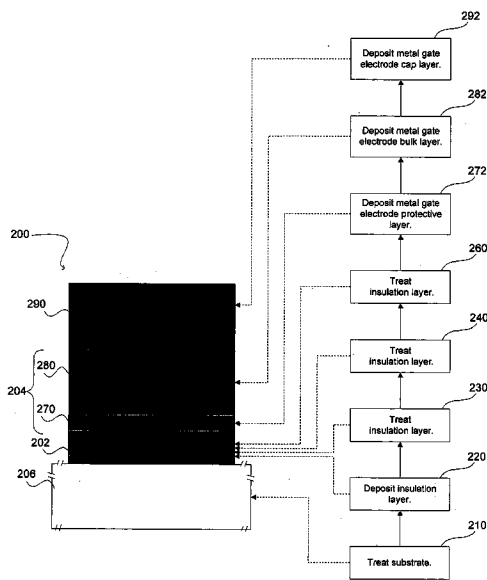 292
Deposit metal gate
electrode cap layer.
282
Deposit metal gate
electrode bulk layer.
272
Deposit metal gate
electrode protective
layer.
200
260
Treat
insulation layer.
290
240
Treat
insulation layer.
204
280
230
Treat
insulation layer.
270
202
220
Deposit insulation
layer.
206
210
Treat substrate.